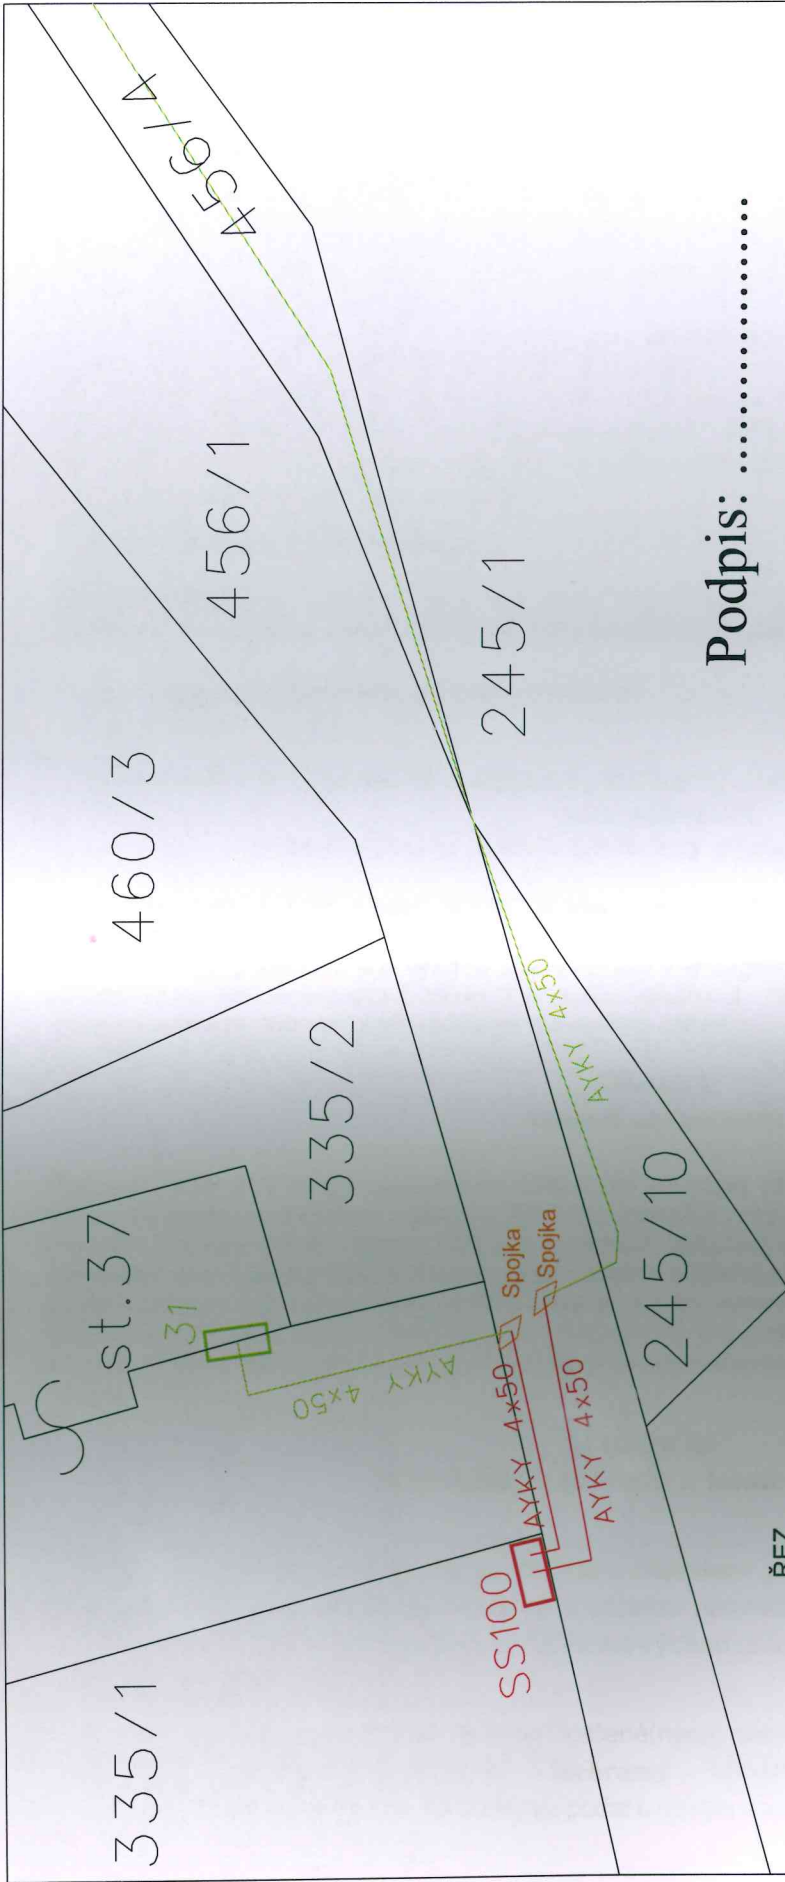 456/4
460/3
456/1
335/2
st.37
31
245/1
335/1
AYKY 4x50
Spojka
Spojka
AYKY 4x50
AYKY 4x50
AYKY 4x50
SS100
245/10
Podpis: ................................
ŘEZ